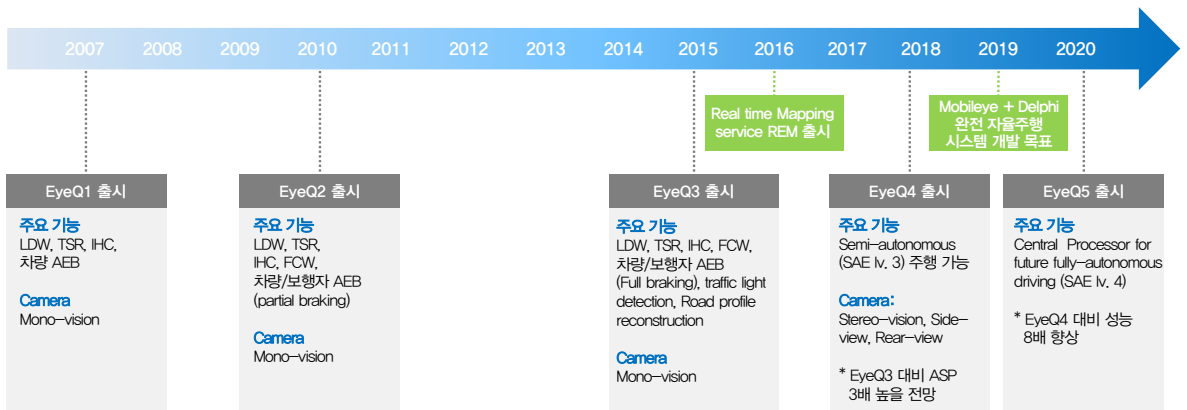 2007 2008 2009 2010 2011 2012 2013 2014 2015 2016 2017 2018 2019 2020
Real time Mapping
service REM 출시
Mobileye + Delphi
완전 자율주행
시스템 개발 목표
EyeQ1 출시
주요 기능
LDW, TSR, IHC,
차량 AEB
Camera
Mono-vision
EyeQ2 출시
주요 기능
LDW, TSR,
IHC, FCW,
차량/보행자 AEB
(partial braking)
Camera
Mono-vision
EyeQ3 출시
주요 기능
LDW, TSR, IHC, FCW,
차량/보행자 AEB
(Full braking), traffic light
detection, Road profile
reconstruction
Camera
Mono-vision
EyeQ4 출시
주요 기능
Semi-autonomous
(SAE lv. 3) 주행 가능
Camera:
Stereo-vision, Side-
view, Rear-view
* EyeQ3 대비 ASP
3배 높을 전망
EyeQ5 출시
주요 기능
Central Processor for
future fully-autonomous
driving (SAE lv. 4)
* EyeQ4 대비 성능
8배 향상